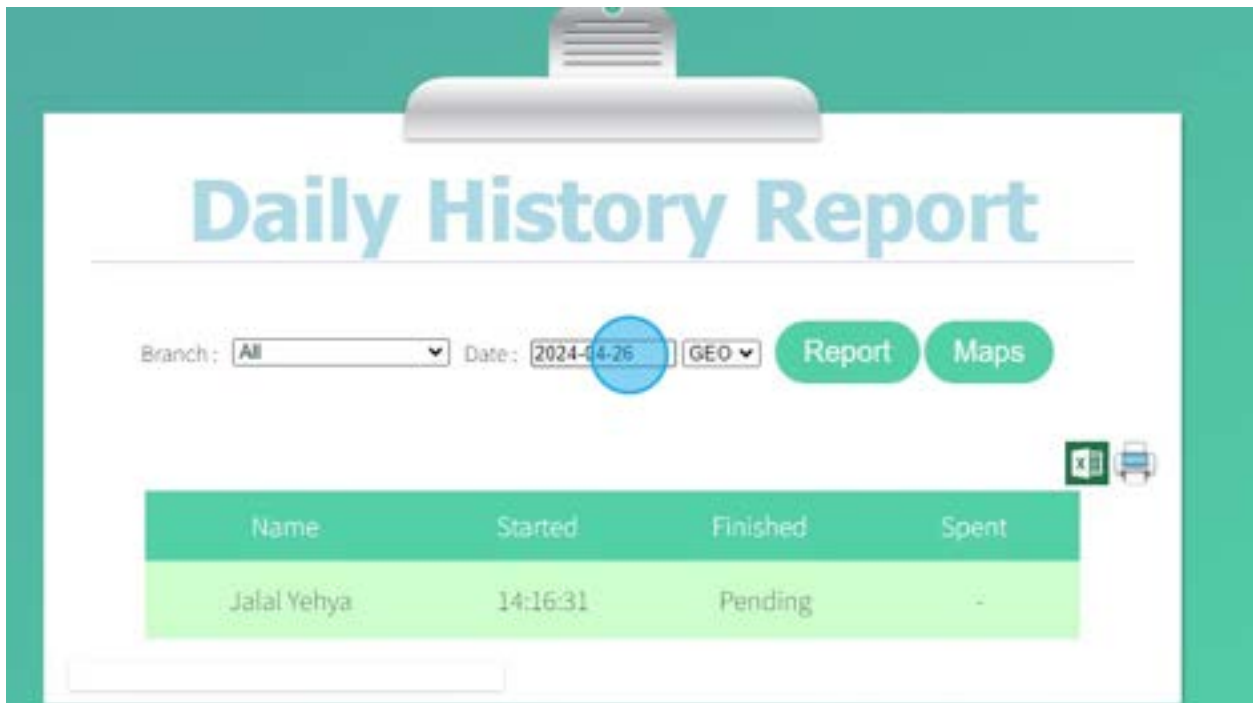 Daily History Report
Branch : All Date : 2024-04-26 GEO Report Maps
Name Started Finished Spent
Jalal Yehya 14:16:31 Pending -